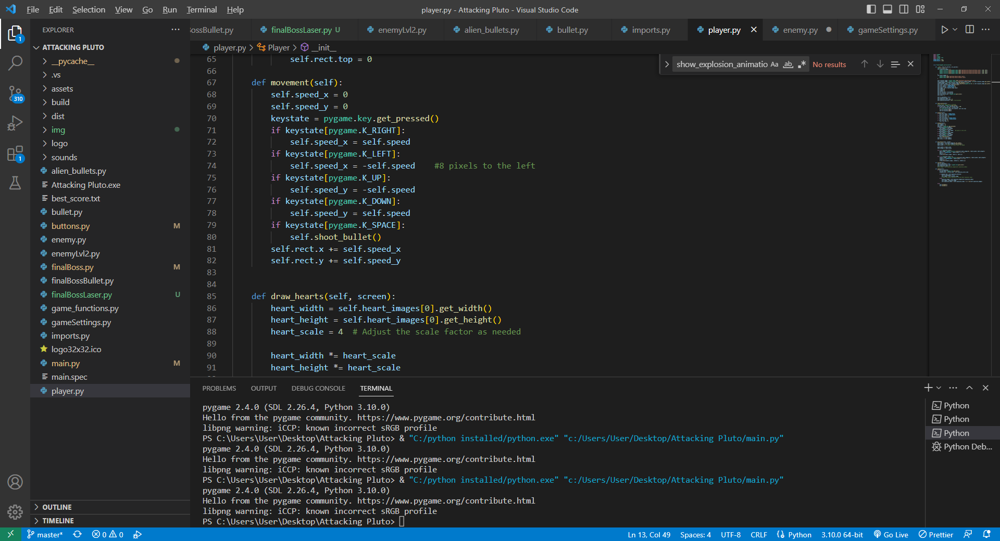 File Edit Selection View Go Run Terminal Help
player.py - Attacking Pluto - Visual Studio Code
EXPLORER
ossBullet.py
finalBossLaser.py U
enemyLvl2.py
alien_bullets.py
bullet.py
imports.py
player.py
enemy.py
gameSettings.py
player.py > Player > __init__
ATTACKING PLUTO
__pycache__
.vs
assets
build
dist
img
logo
sounds
alien_bullets.py
Attacking Pluto.exe
best_score.txt
bullet.py
buttons.py M
enemy.py
enemyLvl2.py
finalBoss.py M
finalBossBullet.py
finalBossLaser.py U
game_functions.py
gameSettings.py
imports.py
logo32x32.ico
main.py M
main.spec
player.py
OUTLINE
TIMELINE
1
310
1
show_explosion_animatio Aa ab No results
65 self.rect.top = 0
66
67 def movement(self):
68 self.speed_x = 0
69 self.speed_y = 0
70 keystate = pygame.key.get_pressed()
71 if keystate[pygame.K_RIGHT]:
72 self.speed_x = self.speed
73 if keystate[pygame.K_LEFT]:
74 self.speed_x = -self.speed #8 pixels to the left
75 if keystate[pygame.K_UP]:
76 self.speed_y = -self.speed
77 if keystate[pygame.K_DOWN]:
78 self.speed_y = self.speed
79 if keystate[pygame.K_SPACE]:
80 self.shoot_bullet()
81 self.rect.x += self.speed_x
82 self.rect.y += self.speed_y
83
84
85 def draw_hearts(self, screen):
86 heart_width = self.heart_images[0].get_width()
87 heart_height = self.heart_images[0].get_height()
88 heart_scale = 4 # Adjust the scale factor as needed
89
90 heart_width *= heart_scale
91 heart_height *= heart_scale
PROBLEMS OUTPUT DEBUG CONSOLE TERMINAL
pygame 2.4.0 (SDL 2.26.4, Python 3.10.0)
Hello from the pygame community. https://www.pygame.org/contribute.html
libpng warning: iCCP: known incorrect sRGB profile
PS C:\Users\User\Desktop\Attacking Pluto> & "C:/python installed/python.exe" "c:/Users/User/Desktop/Attacking Pluto/main.py"
pygame 2.4.0 (SDL 2.26.4, Python 3.10.0)
Hello from the pygame community. https://www.pygame.org/contribute.html
libpng warning: iCCP: known incorrect sRGB profile
PS C:\Users\User\Desktop\Attacking Pluto> & "C:/python installed/python.exe" "c:/Users/User/Desktop/Attacking Pluto/main.py"
pygame 2.4.0 (SDL 2.26.4, Python 3.10.0)
Hello from the pygame community. https://www.pygame.org/contribute.html
libpng warning: iCCP: known incorrect sRGB profile
PS C:\Users\User\Desktop\Attacking Pluto>
Python
Python
Python
Python Deb...
master* 0 0
Ln 13, Col 49 Spaces: 4 UTF-8 CRLF Python 3.10.0 64-bit Go Live Prettier